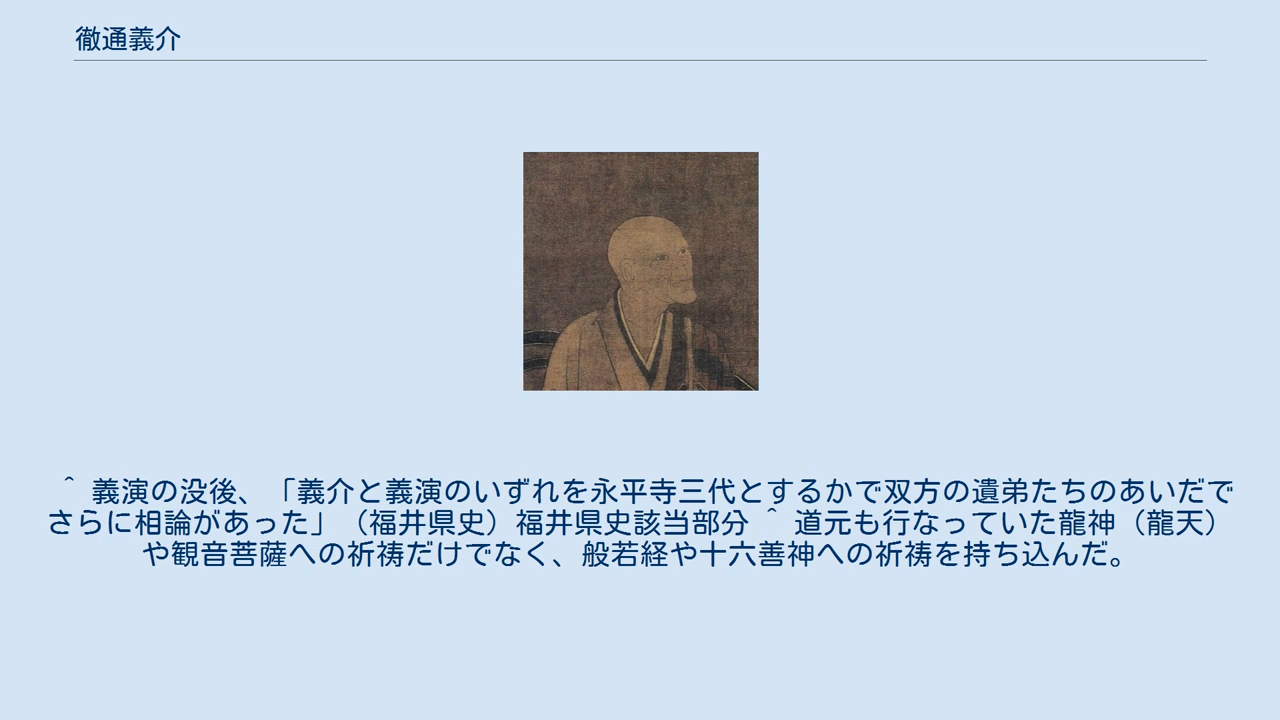 徹通義介
＾ 義演の没後、「義介と義演のいずれを永平寺三代とするかで双方の遺弟たちのあいだで
さらに相論があった」（福井県史）福井県史該当部分 ＾ 道元も行なっていた龍神（龍天）
や観音菩薩への祈祷だけでなく、般若経や十六善神への祈祷を持ち込んだ。